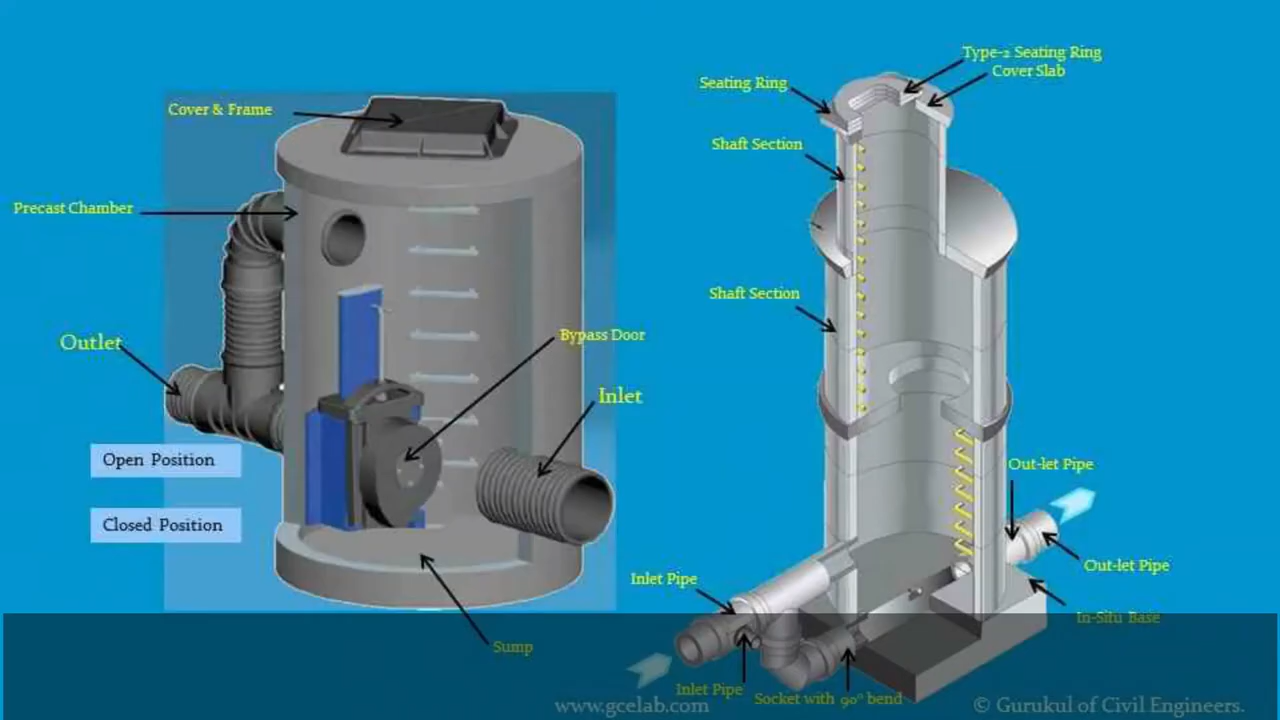 Cover & Frame
Precast Chamber
Outlet
Open Position
Closed Position
Bypass Door
Inlet
Sump
Type-2 Seating Ring
Cover Slab
Seating Ring
Shaft Section
Shaft Section
Out-let Pipe
Out-let Pipe
Inlet Pipe
In-Situ Base
Inlet Pipe
Socket with 90° bend
www.gcelab.com
© Gurukul of Civil Engineers.